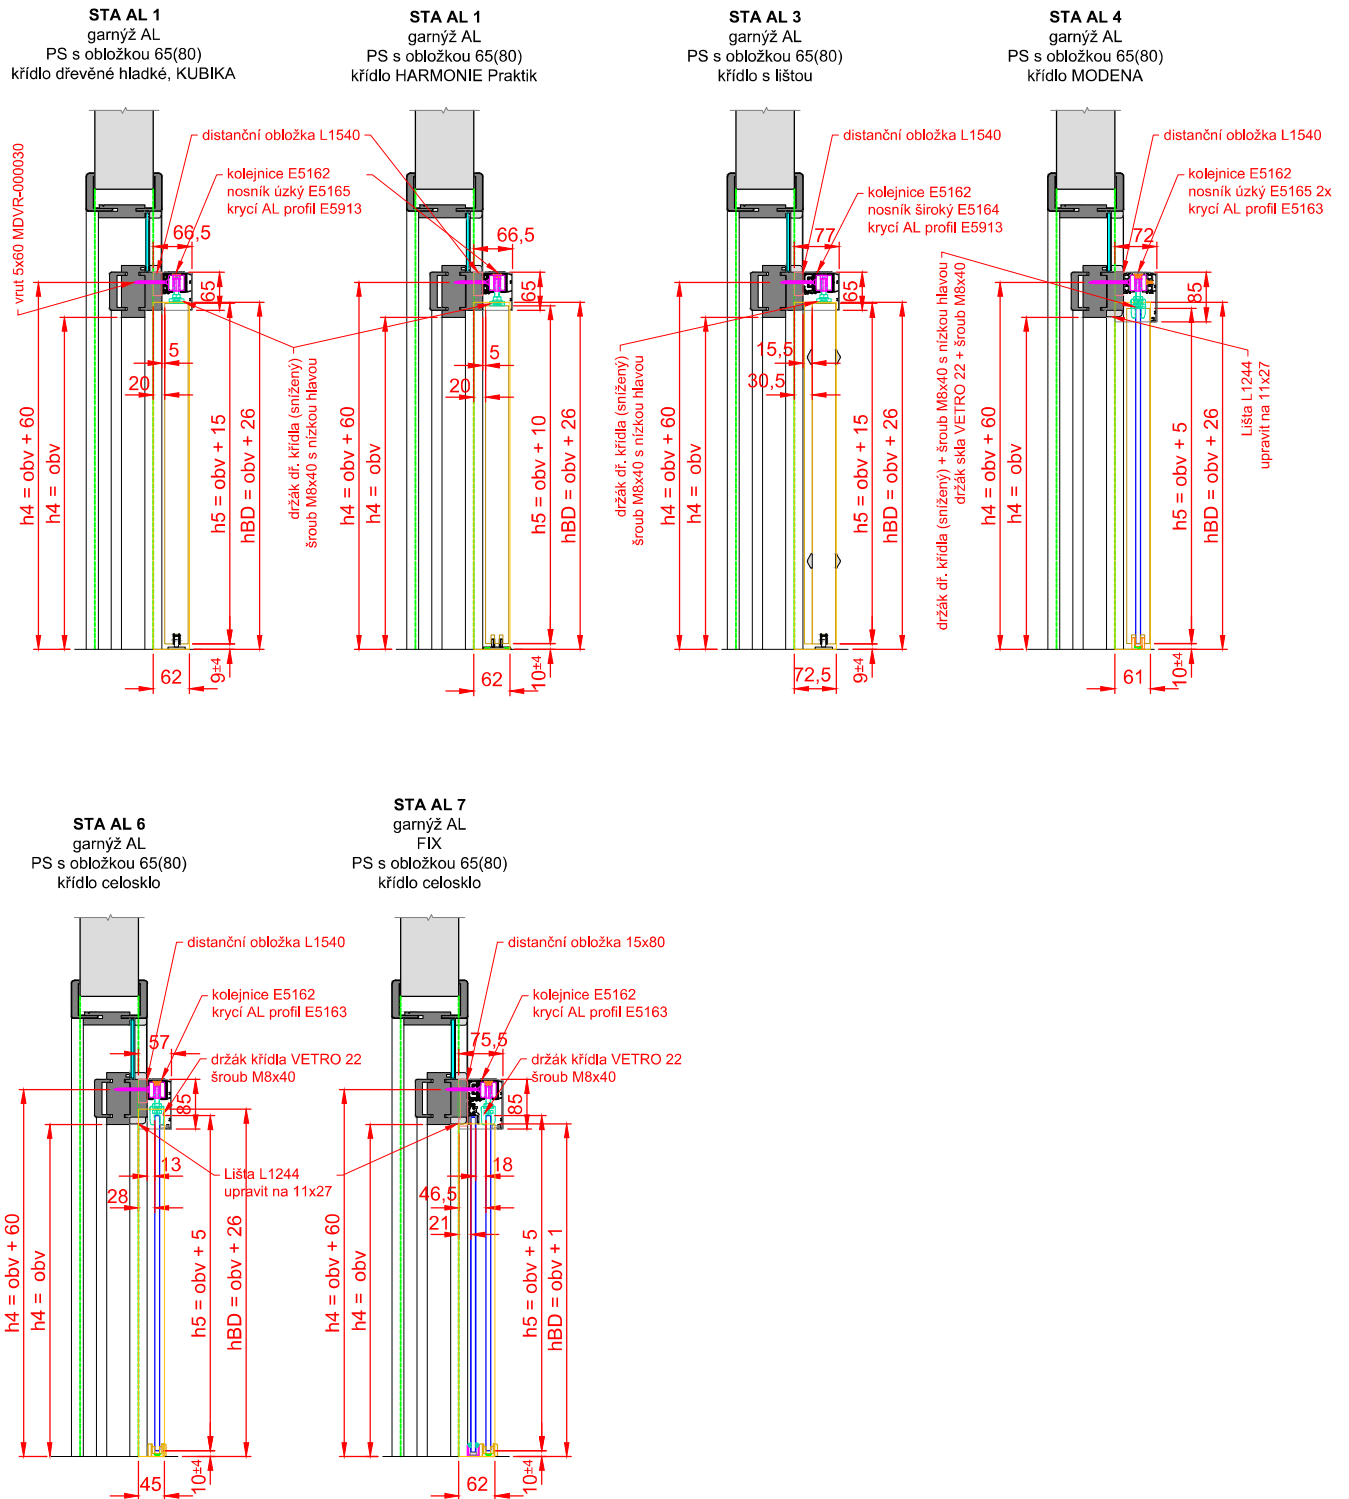 STA AL 1
garnýž AL
PS s obložkou 65(80)
křídlo dřevěné hladké, KUBIKA
vrut 5x60 MDVR-000030
distanční obložka L1540
kolejnice E5162
nosník úzký E5165
krycí AL profil E5913
66,5
65
5
20
h4 = obv + 60
h4 = obv
h5 = obv + 15
hBD = obv + 26
62
9±4
držák dř. křídla (snížený)
šroub M8x40 s nízkou hlavou
STA AL 1
garnýž AL
PS s obložkou 65(80)
křídlo HARMONIE Praktik
66,5
65
5
20
h4 = obv + 60
h4 = obv
h5 = obv + 10
hBD = obv + 26
62
10±4
STA AL 3
garnýž AL
PS s obložkou 65(80)
křídlo s lištou
distanční obložka L1540
kolejnice E5162
nosník široký E5164
krycí AL profil E5913
77
65
15,5
30,5
držák dř. křídla (snížený)
šroub M8x40 s nízkou hlavou
h4 = obv + 60
h4 = obv
h5 = obv + 15
hBD = obv + 26
72,5
9±4
STA AL 4
garnýž AL
PS s obložkou 65(80)
křídlo MODENA
distanční obložka L1540
kolejnice E5162
nosník úzký E5165 2x
krycí AL profil E5163
72
85
držák dř. křídla (snížený) + šroub M8x40 s nízkou hlavou
držák skla VETRO 22 + šroub M8x40
Lišta L1244
upravit na 11x27
h4 = obv + 60
h4 = obv
h5 = obv + 5
hBD = obv + 26
61
10±4
STA AL 6
garnýž AL
PS s obložkou 65(80)
křídlo celosklo
distanční obložka L1540
kolejnice E5162
krycí AL profil E5163
57
držák křídla VETRO 22
šroub M8x40
85
Lišta L1244
upravit na 11x27
13
28
h4 = obv + 60
h4 = obv
h5 = obv + 5
hBD = obv + 26
45
10±4
STA AL 7
garnýž AL
FIX
PS s obložkou 65(80)
křídlo celosklo
distanční obložka 15x80
kolejnice E5162
krycí AL profil E5163
75,5
držák křídla VETRO 22
šroub M8x40
85
18
46,5
21
h4 = obv + 60
h4 = obv
h5 = obv + 5
hBD = obv + 1
62
10±4